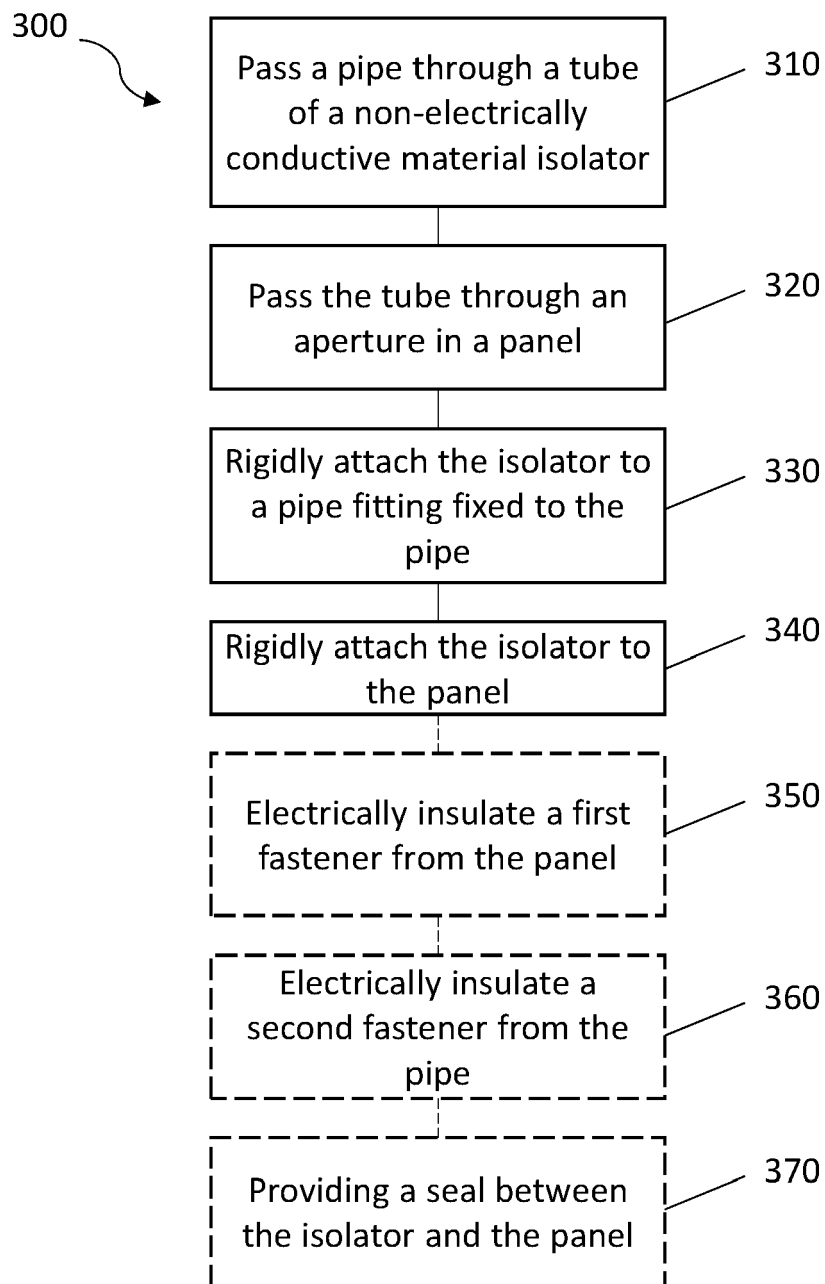 300
Pass a pipe through a tube
of a non-electrically
conductive material isolator
310
Pass the tube through an
aperture in a panel
320
Rigidly attach the isolator to
a pipe fitting fixed to the
pipe
330
Rigidly attach the isolator to
the panel
340
Electrically insulate a first
fastener from the panel
350
Electrically insulate a
second fastener from the
pipe
360
Providing a seal between
the isolator and the panel
370